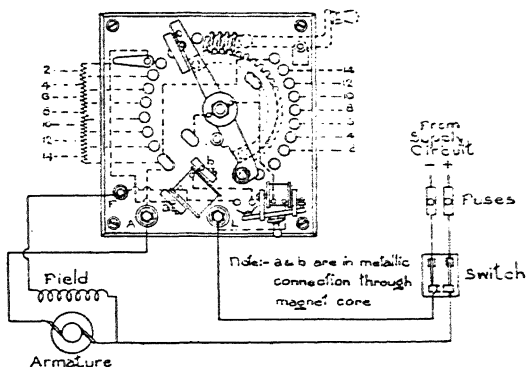 2
4
6
8
10
12
14
14
12
10
8
6
4
2
From
Supply
Circuit
- +
Fuses
Switch
F
A
L
a
b
Note:- a & b are in metallic
connection through
magnet core
Field
Armature